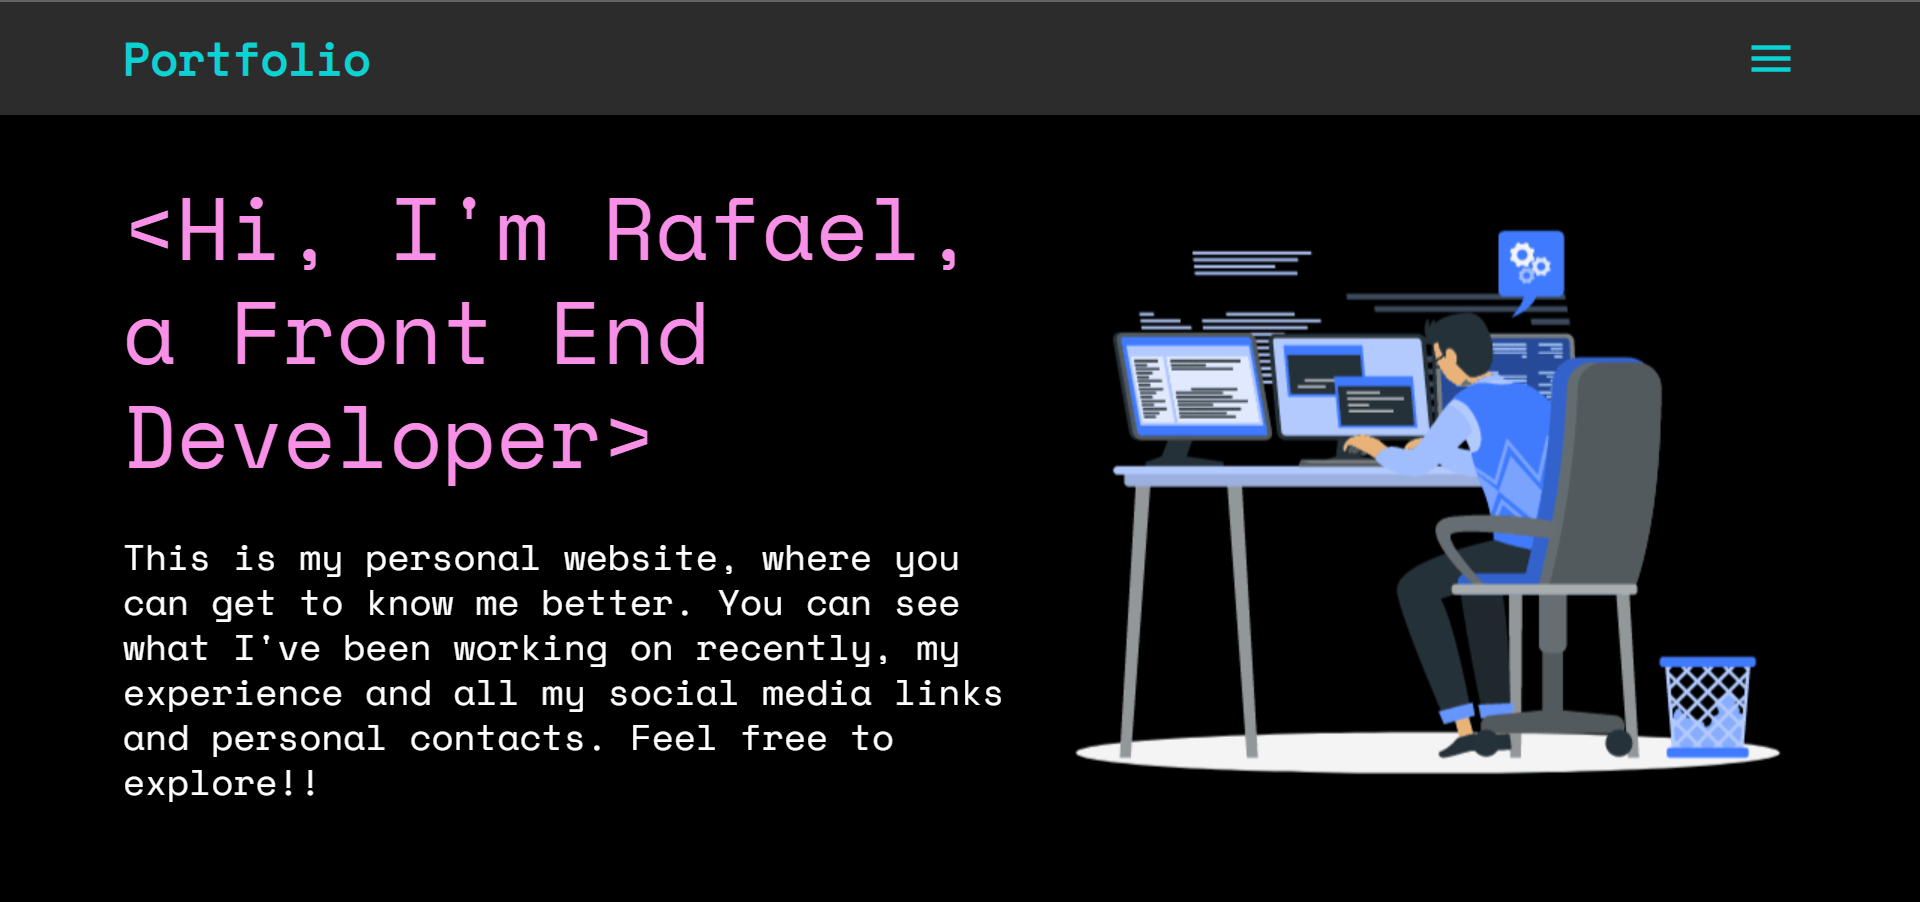 Portfolio
<Hi, I'm Rafael,
a Front End
Developer>
This is my personal website, where you
can get to know me better. You can see
what I've been working on recently, my
experience and all my social media links
and personal contacts. Feel free to
explore!!